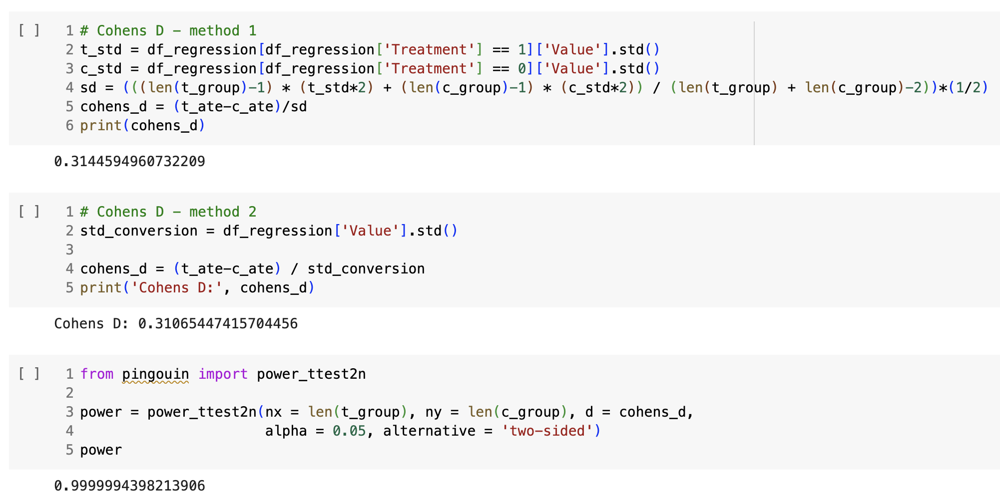 [ ] 1 # Cohens D – method 1
2 t_std = df_regression[df_regression['Treatment'] == 1]['Value'].std()
3 c_std = df_regression[df_regression['Treatment'] == 0]['Value'].std()
4 sd = (((len(t_group)-1) * (t_std*2) + (len(c_group)-1) * (c_std*2)) / (len(t_group) + len(c_group)-2))*(1/2)
5 cohens_d = (t_ate-c_ate)/sd
6 print(cohens_d)
0.3144594960732209
[ ] 1 # Cohens D – method 2
2 std_conversion = df_regression['Value'].std()
3
4 cohens_d = (t_ate-c_ate) / std_conversion
5 print('Cohens D:', cohens_d)
Cohens D: 0.31065447415704456
[ ] 1 from pingouin import power_ttest2n
2
3 power = power_ttest2n(nx = len(t_group), ny = len(c_group), d = cohens_d,
4 alpha = 0.05, alternative = 'two-sided')
5 power
0.9999994398213906